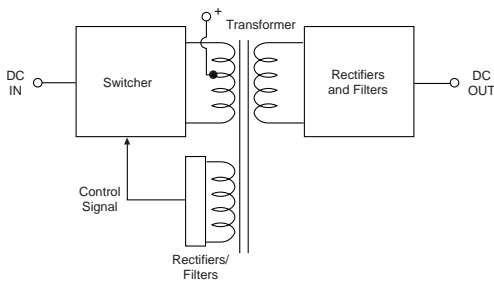 +
Transformer
DC
IN
Switcher
Rectifiers
and Filters
DC
OUT
Control
Signal
Rectifiers/
Filters